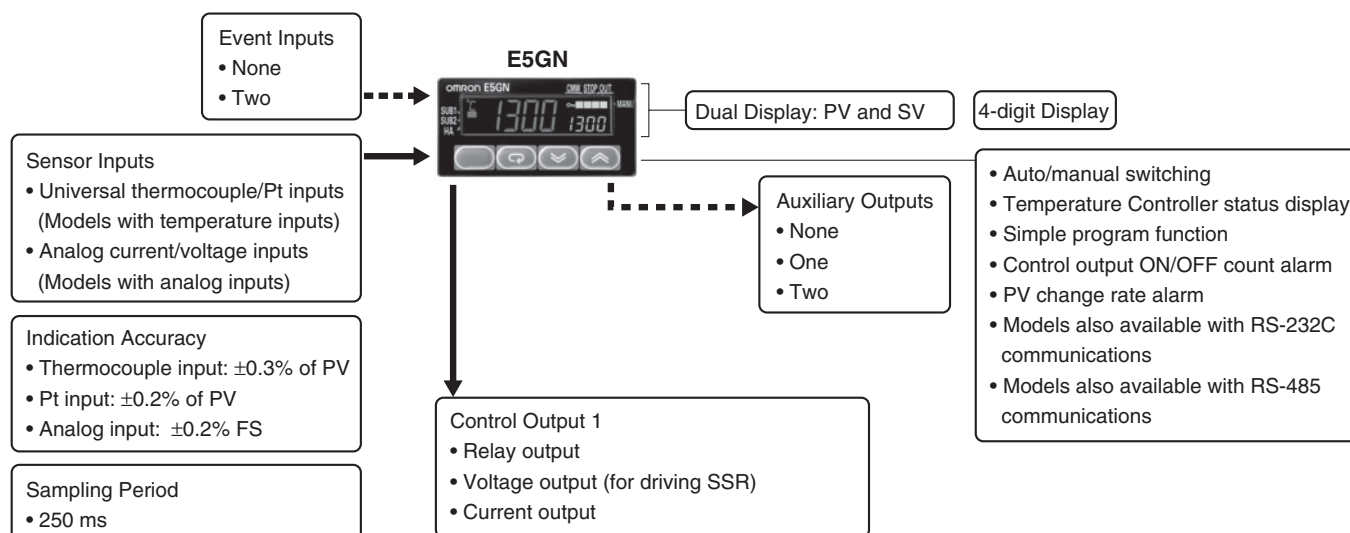 Event Inputs
• None
• Two
E5GN
omron E5GN
CMW STOP OUT
°C
SUB1
SUB2
HA
MANU
1300
1300
Dual Display: PV and SV
4-digit Display
Sensor Inputs
• Universal thermocouple/Pt inputs
(Models with temperature inputs)
• Analog current/voltage inputs
(Models with analog inputs)
Auxiliary Outputs
• None
• One
• Two
• Auto/manual switching
• Temperature Controller status display
• Simple program function
• Control output ON/OFF count alarm
• PV change rate alarm
• Models also available with RS-232C
communications
• Models also available with RS-485
communications
Indication Accuracy
• Thermocouple input: ±0.3% of PV
• Pt input: ±0.2% of PV
• Analog input: ±0.2% FS
Control Output 1
• Relay output
• Voltage output (for driving SSR)
• Current output
Sampling Period
• 250 ms